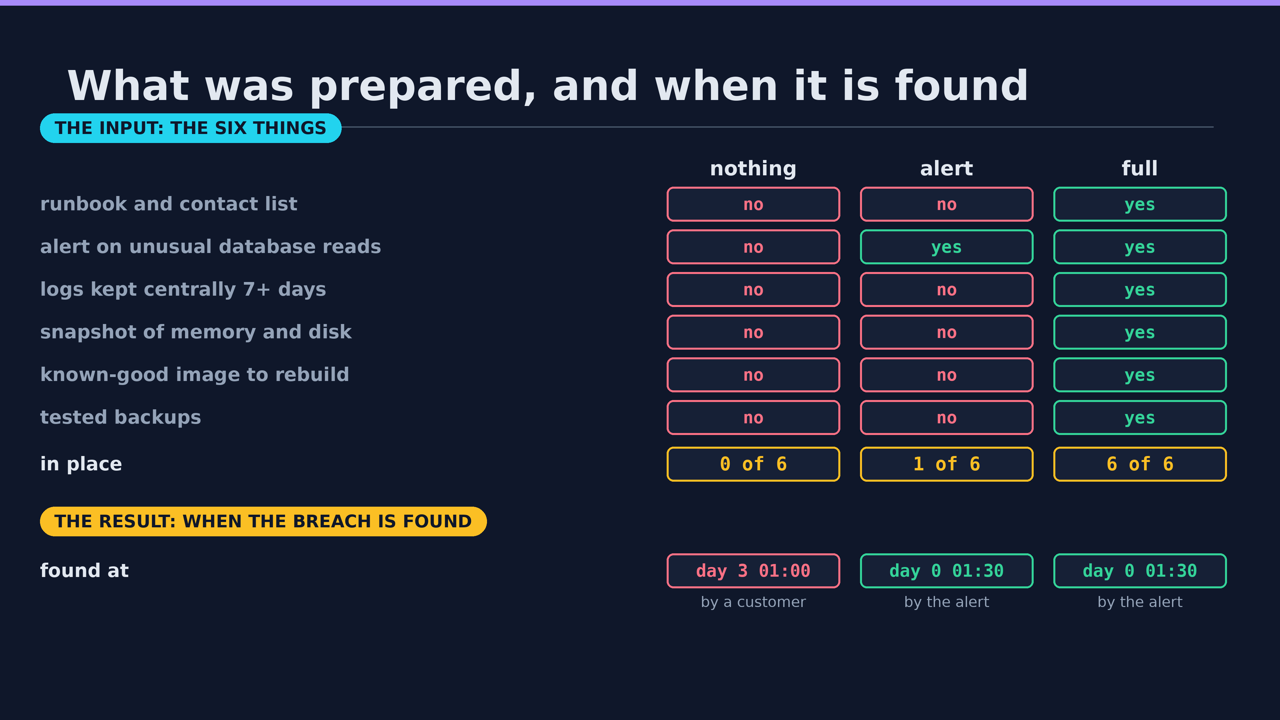 What was prepared, and when it is found
THE INPUT: THE SIX THINGS
nothing alert full
runbook and contact list no no yes
alert on unusual database reads no yes yes
logs kept centrally 7+ days no no yes
snapshot of memory and disk no no yes
known-good image to rebuild no no yes
tested backups no no yes
in place 0 of 6 1 of 6 6 of 6
THE RESULT: WHEN THE BREACH IS FOUND
found at day 3 01:00 day 0 01:30 day 0 01:30
by a customer by the alert by the alert